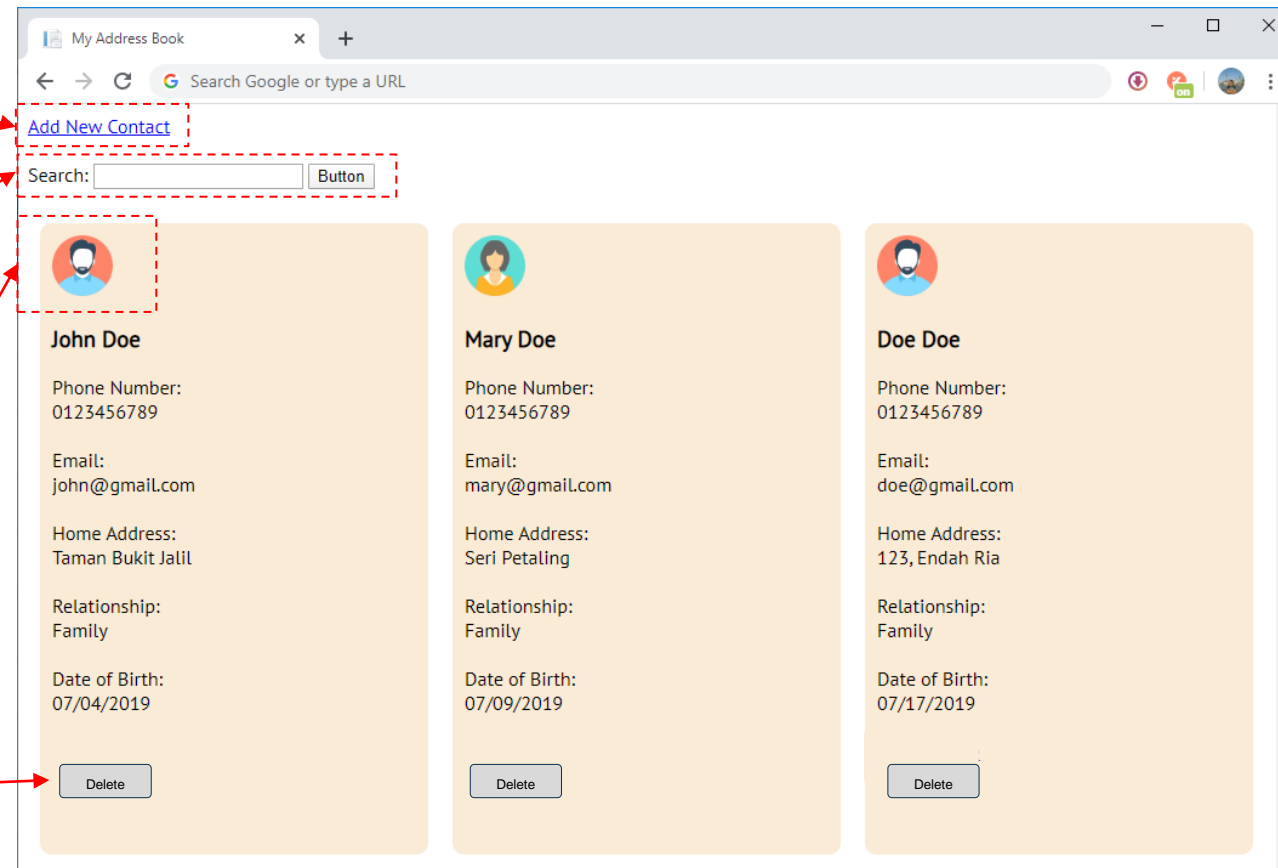 My Address Book
Search Google or type a URL
on
Add New Contact
Search: Button
John Doe
Phone Number:
0123456789
Email:
john@gmail.com
Home Address:
Taman Bukit Jalil
Relationship:
Family
Date of Birth:
07/04/2019
Delete
Mary Doe
Phone Number:
0123456789
Email:
mary@gmail.com
Home Address:
Seri Petaling
Relationship:
Family
Date of Birth:
07/09/2019
Delete
Doe Doe
Phone Number:
0123456789
Email:
doe@gmail.com
Home Address:
123, Endah Ria
Relationship:
Family
Date of Birth:
07/17/2019
Delete